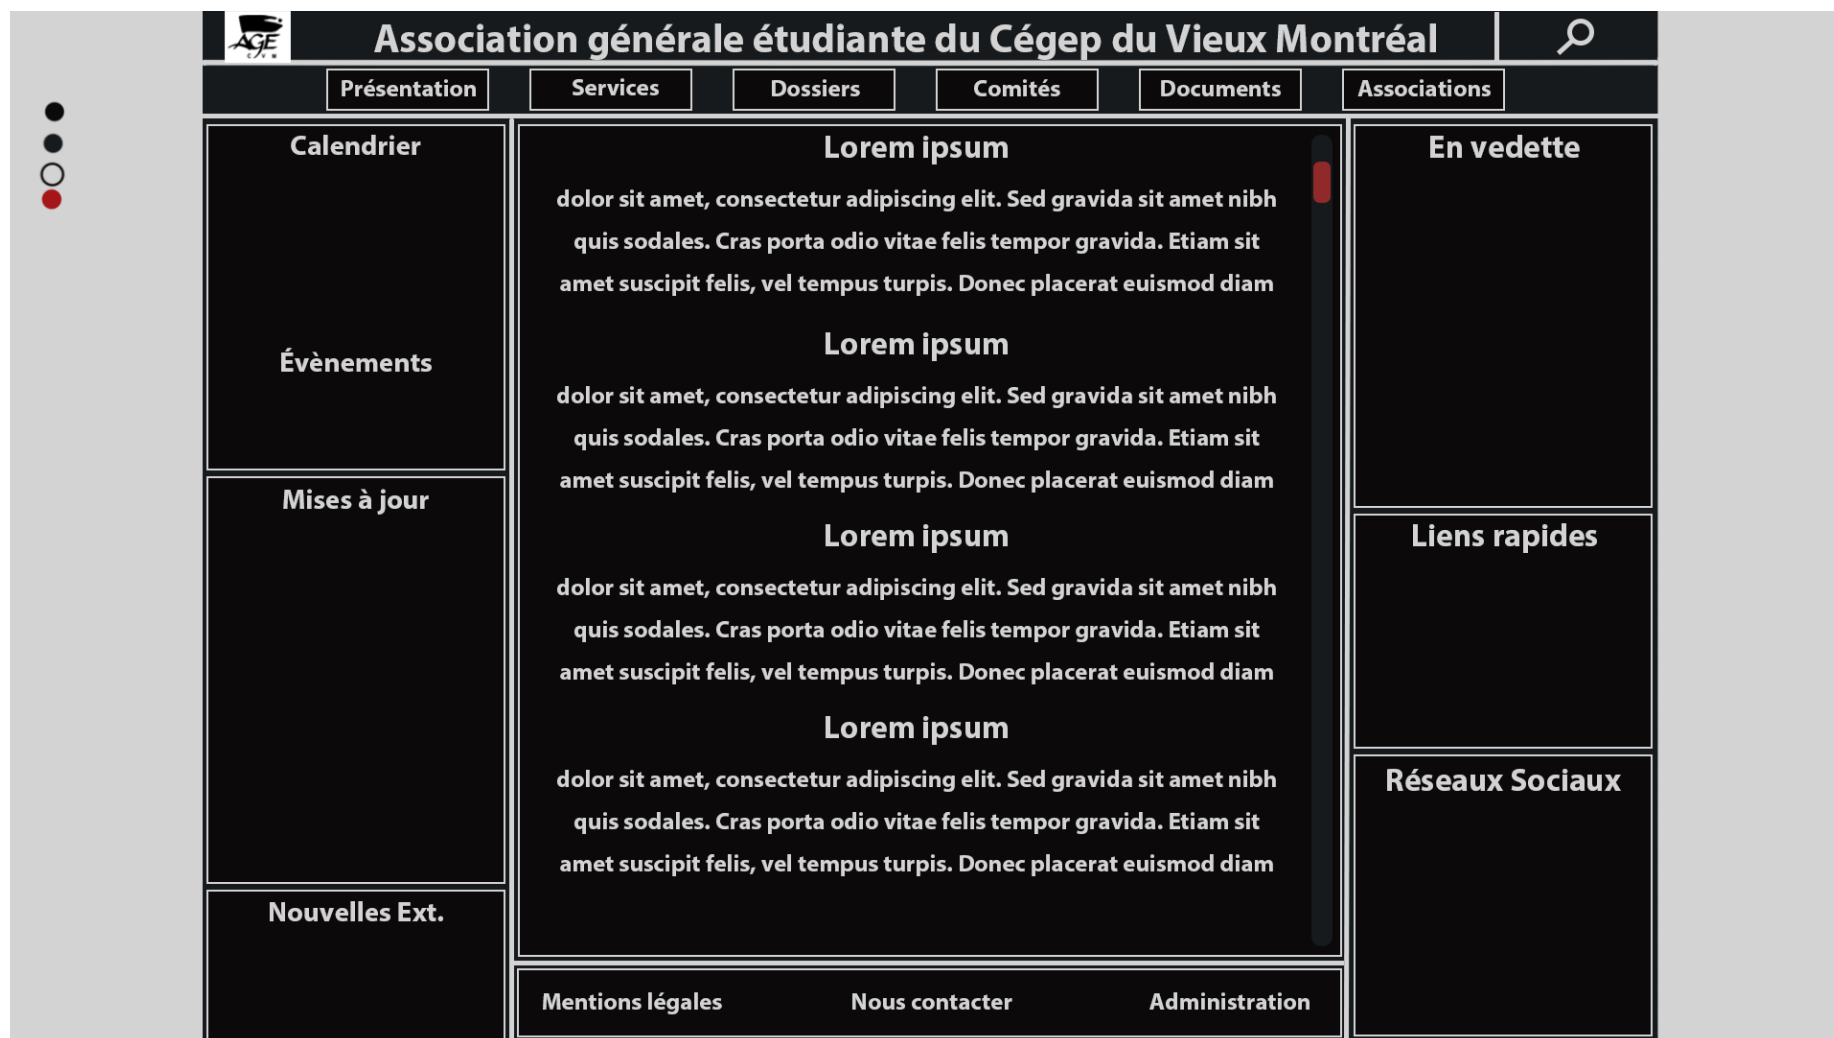 AGE
C V M
Association générale étudiante du Cégep du Vieux Montréal
Présentation
Services
Dossiers
Comités
Documents
Associations
Calendrier
Évènements
Mises à jour
Nouvelles Ext.
Lorem ipsum
dolor sit amet, consectetur adipiscing elit. Sed gravida sit amet nibh
quis sodales. Cras porta odio vitae felis tempor gravida. Etiam sit
amet suscipit felis, vel tempus turpis. Donec placerat euismod diam
Lorem ipsum
dolor sit amet, consectetur adipiscing elit. Sed gravida sit amet nibh
quis sodales. Cras porta odio vitae felis tempor gravida. Etiam sit
amet suscipit felis, vel tempus turpis. Donec placerat euismod diam
Lorem ipsum
dolor sit amet, consectetur adipiscing elit. Sed gravida sit amet nibh
quis sodales. Cras porta odio vitae felis tempor gravida. Etiam sit
amet suscipit felis, vel tempus turpis. Donec placerat euismod diam
Lorem ipsum
dolor sit amet, consectetur adipiscing elit. Sed gravida sit amet nibh
quis sodales. Cras porta odio vitae felis tempor gravida. Etiam sit
amet suscipit felis, vel tempus turpis. Donec placerat euismod diam
En vedette
Liens rapides
Réseaux Sociaux
Mentions légales
Nous contacter
Administration